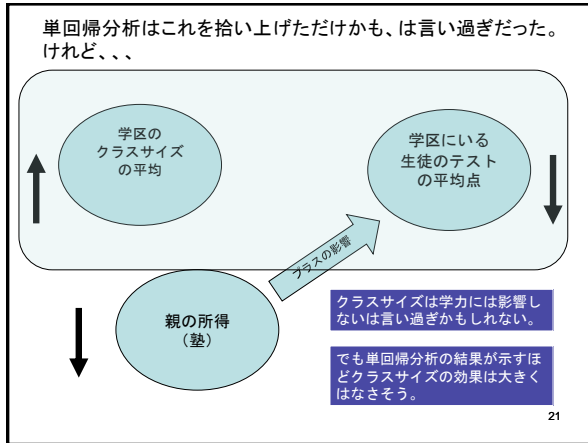 単回帰分析はこれを拾い上げただけかも、は言い過ぎだった。
けれど、、、
学区の
クラスサイズ
の平均
学区にいる
生徒のテスト
の平均点
プラスの影響
親の所得
（塾）
クラスサイズは学力には影響し
ないは言い過ぎかもしれない。
でも単回帰分析の結果が示すほ
どクラスサイズの効果は大きく
はなさそう。
21